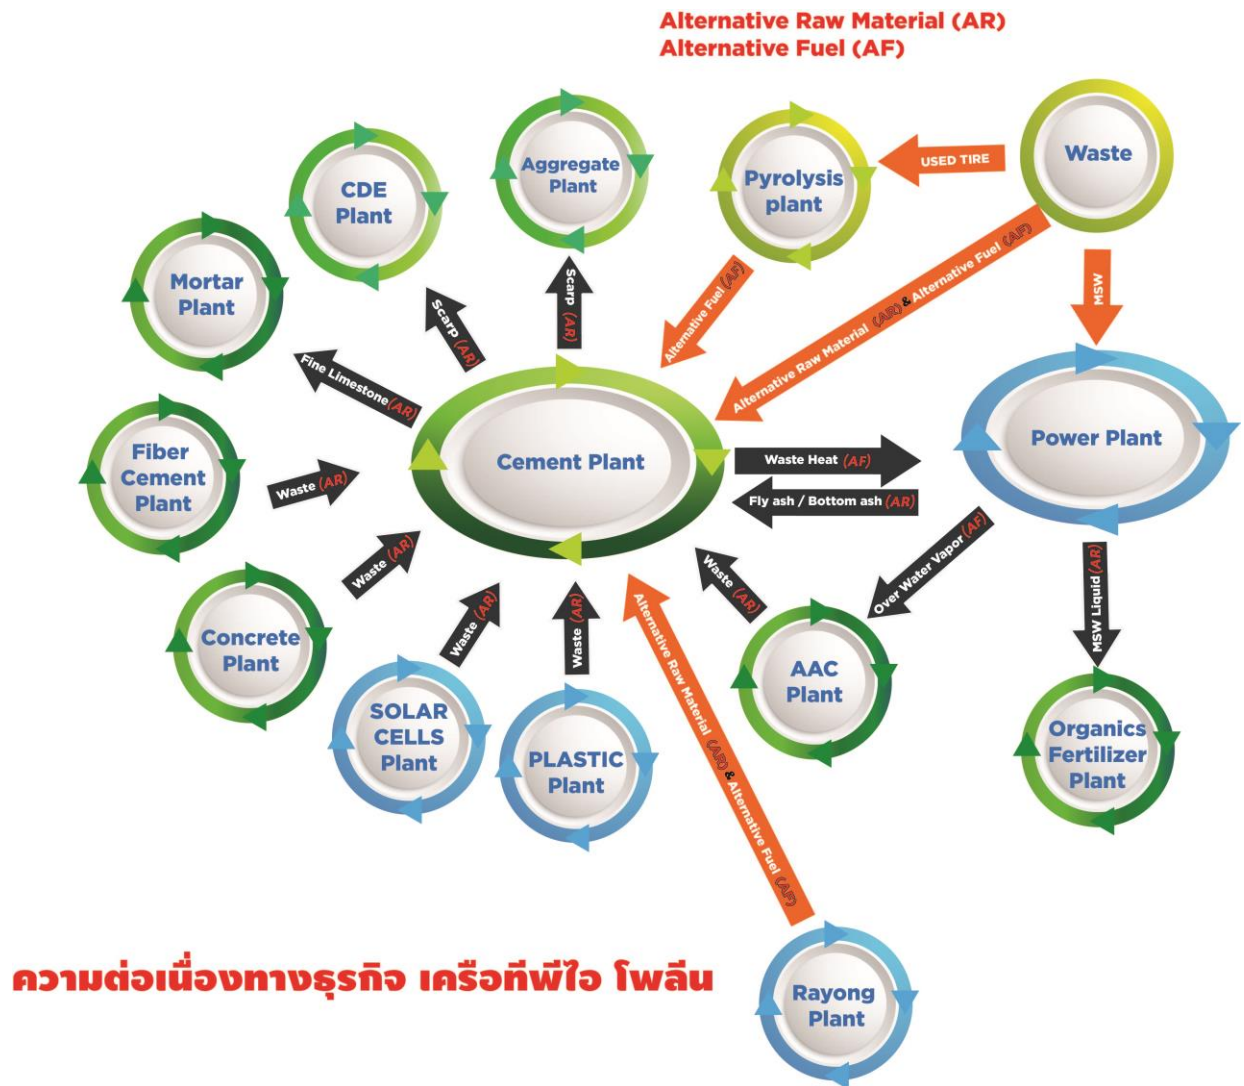 Alternative Raw Material (AR)
Alternative Fuel (AF)
Waste
USED TIRE
Pyrolysis
plant
Aggregate
Plant
CDE
Plant
Mortar
Plant
Alternative Fuel (AF)
Alternative Raw Material (AR) & Alternative Fuel (AF)
MSW
Scarp (AR)
Scarp (AR)
Fine Limestone (AR)
Fiber
Cement
Plant
Waste (AR)
Cement Plant
Waste Heat (AF)
Fly ash / Bottom ash (AR)
Power Plant
Concrete
Plant
Waste (AR)
SOLAR
CELLS
Plant
Waste (AR)
PLASTIC
Plant
Waste (AR)
Alternative Raw Material (AR) & Alternative Fuel (AF)
Waste (AR)
AAC
Plant
Over Water Vapor (AF)
MSW Liquid (AR)
Organics
Fertilizer
Plant
Rayong
Plant
ความต่อเนื่องทางธุรกิจ เครือทีพีไอ โพลีน